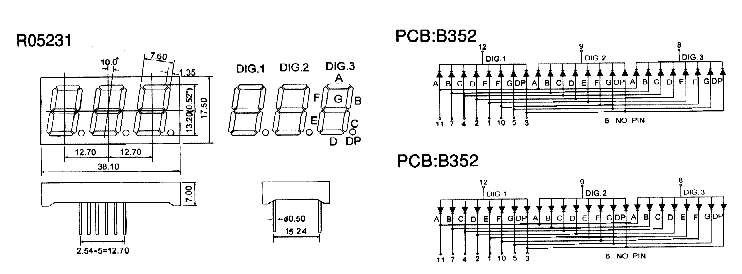 R05231
10.0°
7.60
1.35
13.20(0.52")
17.50
12.70
12.70
38.10
7.00
2.54×5=12.70
DIG.1 DIG.2 DIG.3
A
F G B
E C
D DP
ø0.50
15.24
PCB:B352
12 9 8
DIG.1 DIG.2 DIG.3
A B C D E F G DP A B C D E F G DP A B C D E F G DP
11 7 4 2 1 10 5 3 6 NO PIN
PCB:B352
12 9 8
DIG.1 DIG.2 DIG.3
A B C D E F G DP A B C D E F G DP A B C D E F G DP
11 7 4 2 1 10 5 3 6 NO PIN